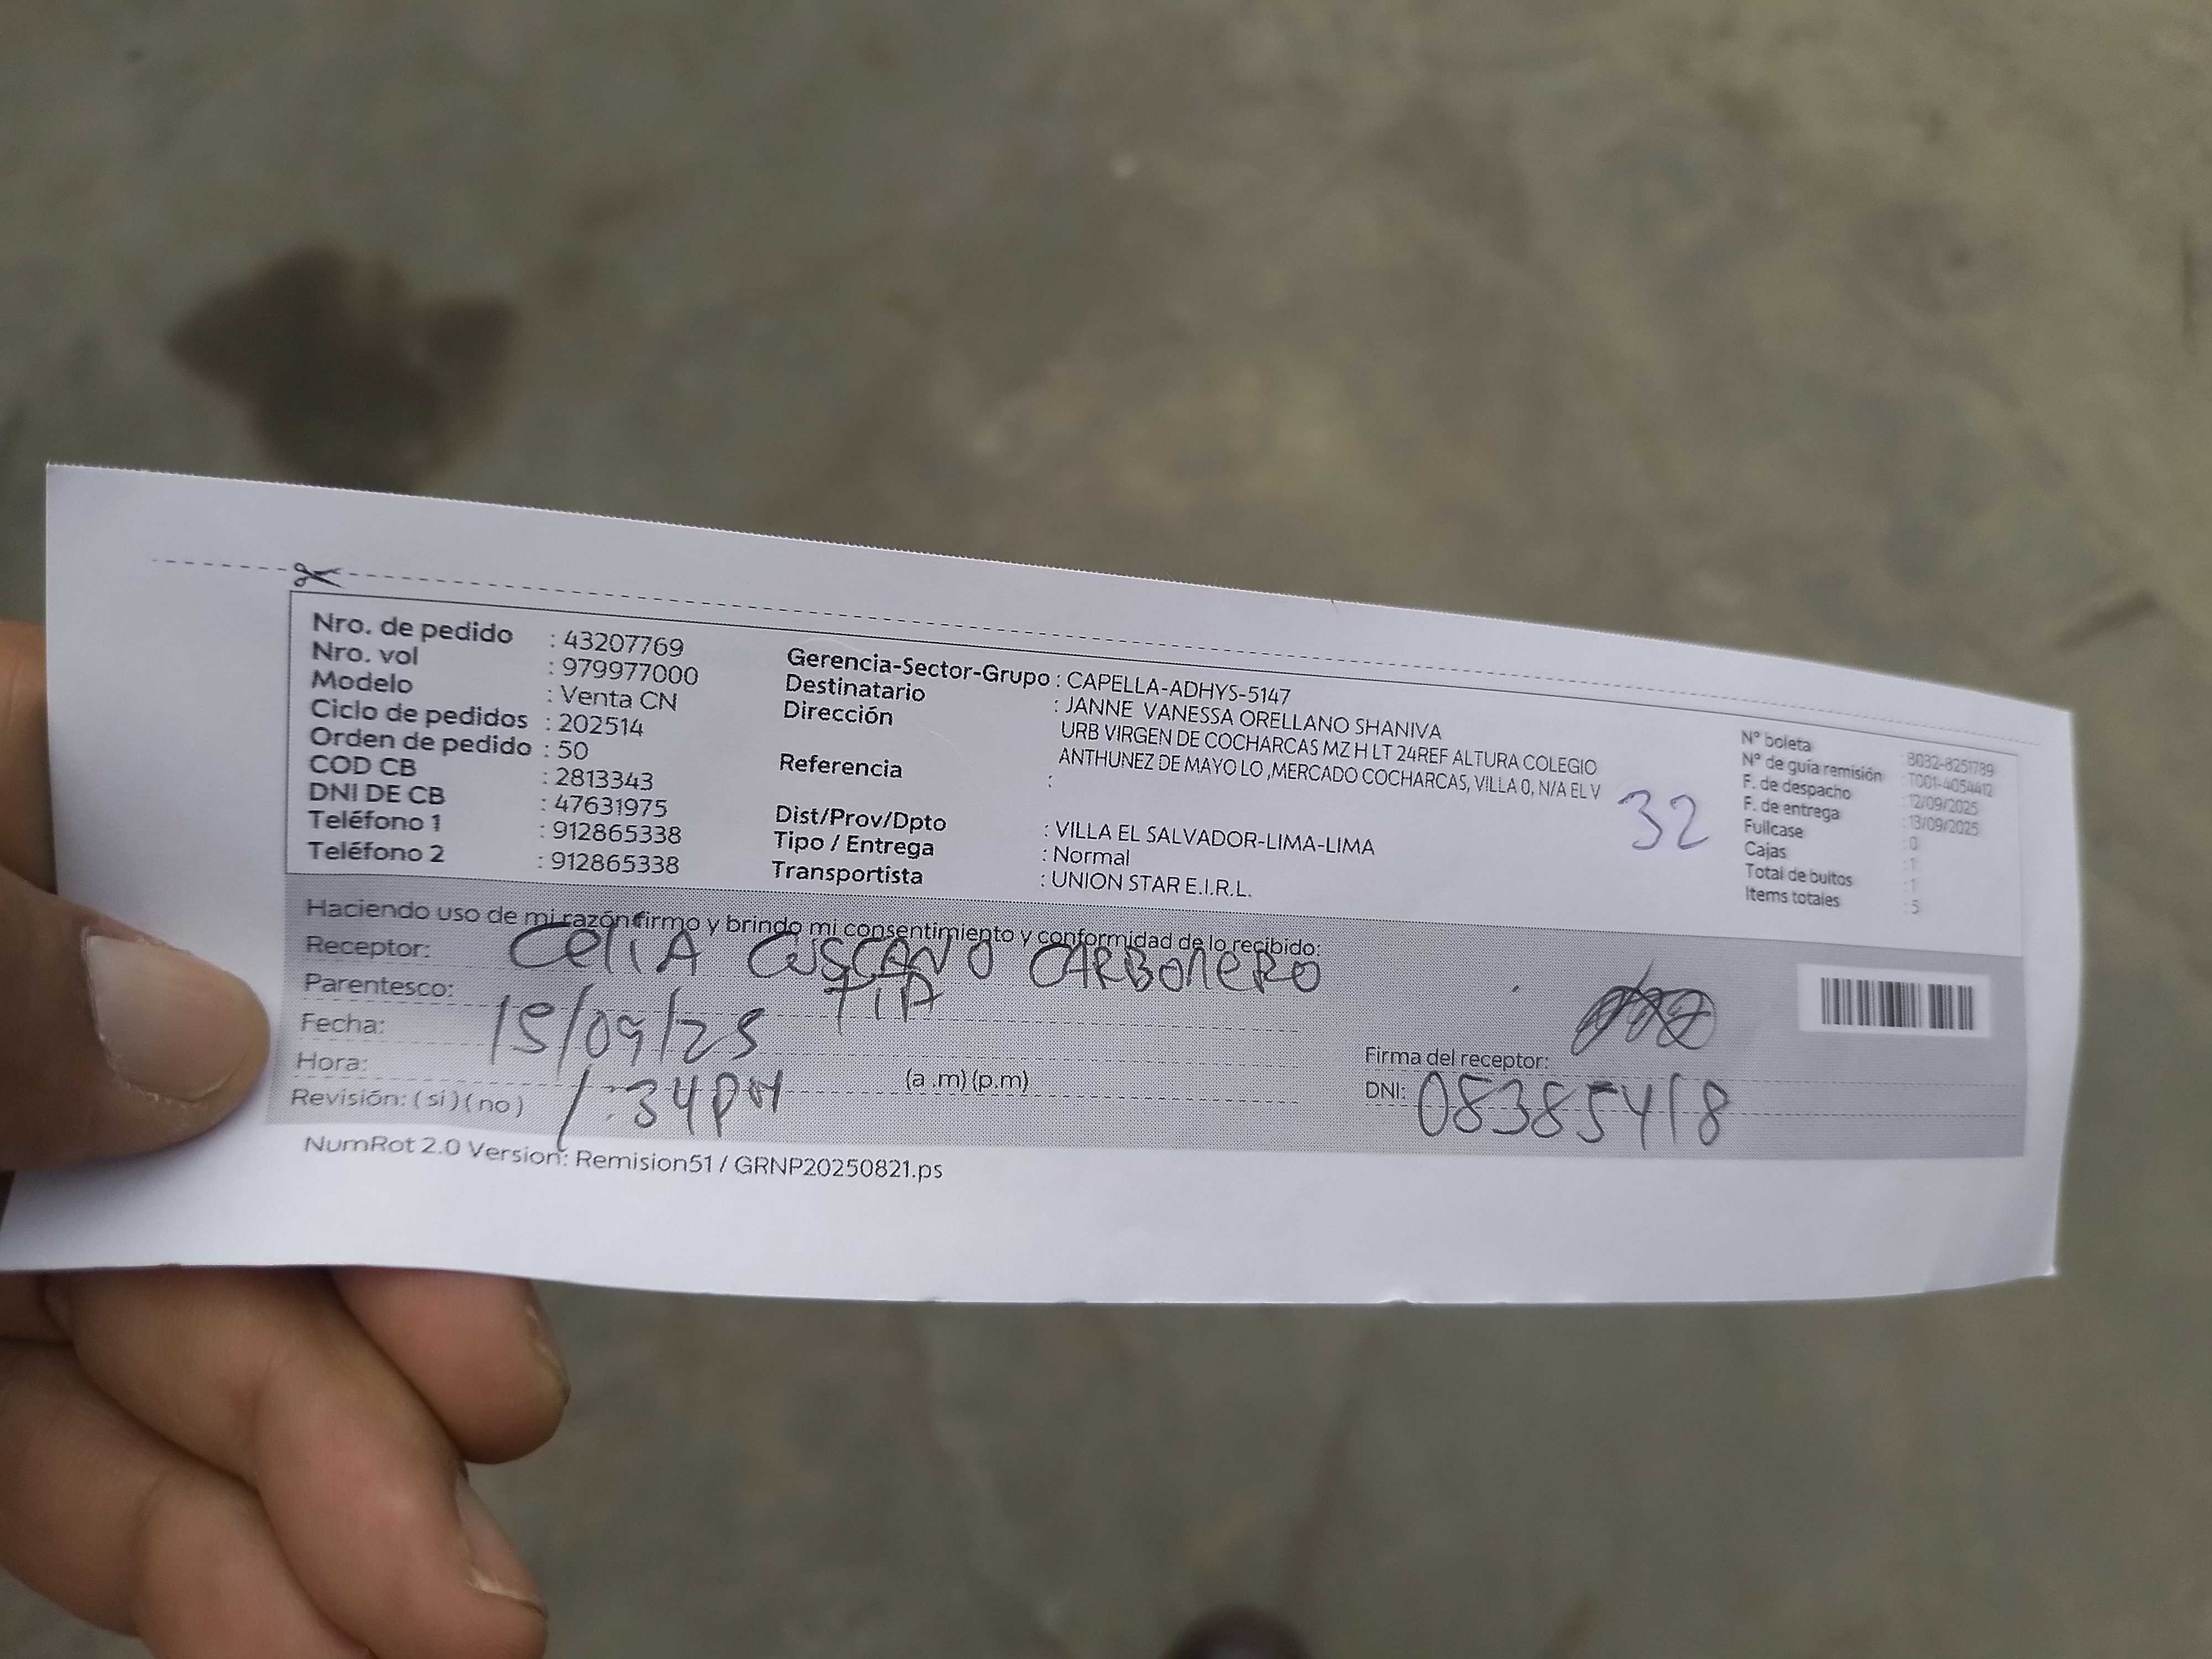 Nro. de pedido : 43207769
Nro. vol : 979977000
Modelo : Venta CN
Ciclo de pedidos : 202514
Orden de pedido : 50
COD CB : 2813343
DNI DE CB : 47631975
Teléfono 1 : 912865338
Teléfono 2 : 912865338
Gerencia-Sector-Grupo : CAPELLA-ADHYS-5147
Destinatario : JANNE VANESSA ORELLANO SHANIVA
Dirección URB VIRGEN DE COCHARCAS MZ H LT 24REF ALTURA COLEGIO
ANTHUNEZ DE MAYO LO ,MERCADO COCHARCAS, VILLA 0, N/A EL V
Referencia :
Dist/Prov/Dpto : VILLA EL SALVADOR-LIMA-LIMA
Tipo / Entrega : Normal
Transportista : UNION STAR E.I.R.L.
32
N° boleta : B032-8251789
N° de guía remisión : T001-4054412
F. de despacho : 12/09/2025
F. de entrega : 13/09/2025
Fullcase : 0
Cajas : 1
Total de bultos : 1
Items totales : 5
Haciendo uso de mi razón firmo y brindo mi consentimiento y conformidad de lo recibido:
Receptor: CeliA CUSCANO CARBONERO
Parentesco: TIA
Fecha: 15/09/25
Hora: 1:34 PM (a .m) (p.m)
Revisión: ( si ) ( no )
Firma del receptor:
DNI: 08385418
NumRot 2.0 Version: Remision51 / GRNP20250821.ps